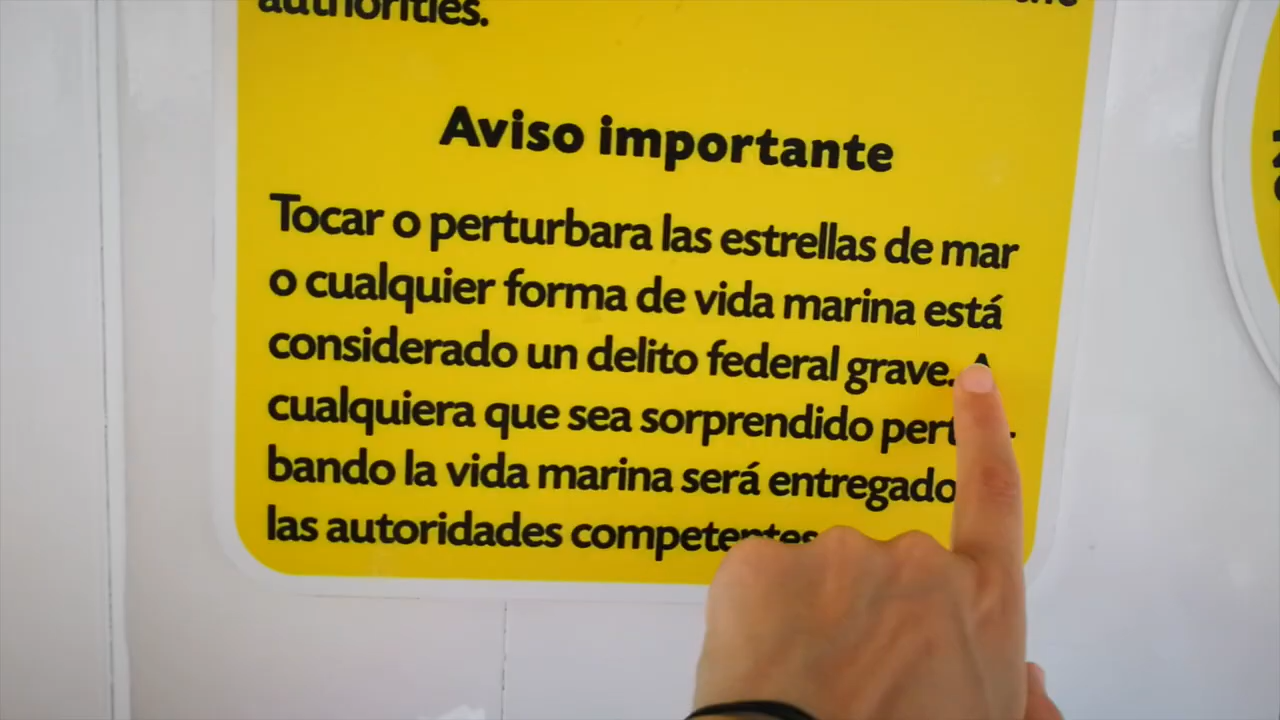 authorities.
Aviso importante
Tocar o perturbara las estrellas de mar
o cualquier forma de vida marina está
considerado un delito federal grave. A
cualquiera que sea sorprendido
bando la vida marina será entregado
las autoridades competentes